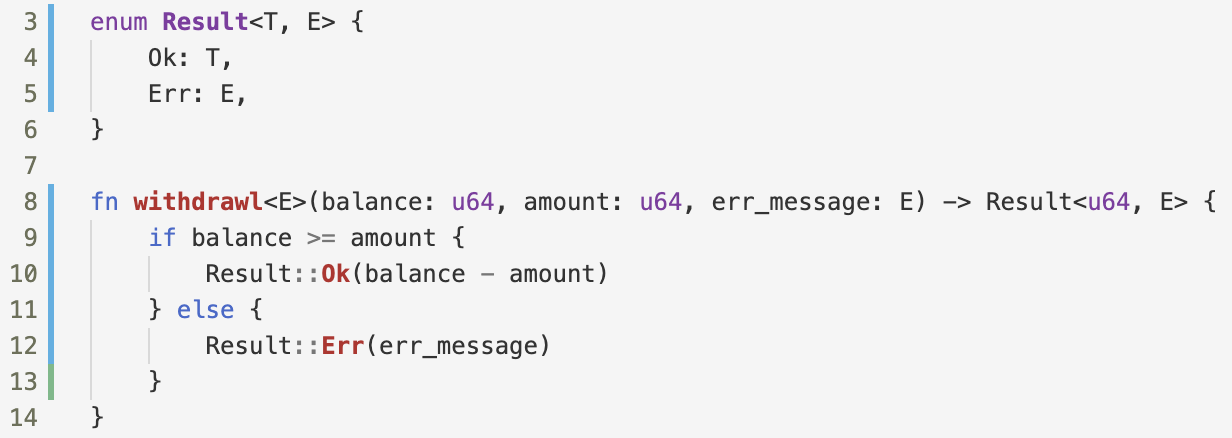 3 enum Result<T, E> {
4     Ok: T,
5     Err: E,
6 }
7
8 fn withdrawl<E>(balance: u64, amount: u64, err_message: E) -> Result<u64, E> {
9     if balance >= amount {
10         Result::Ok(balance - amount)
11     } else {
12         Result::Err(err_message)
13     }
14 }